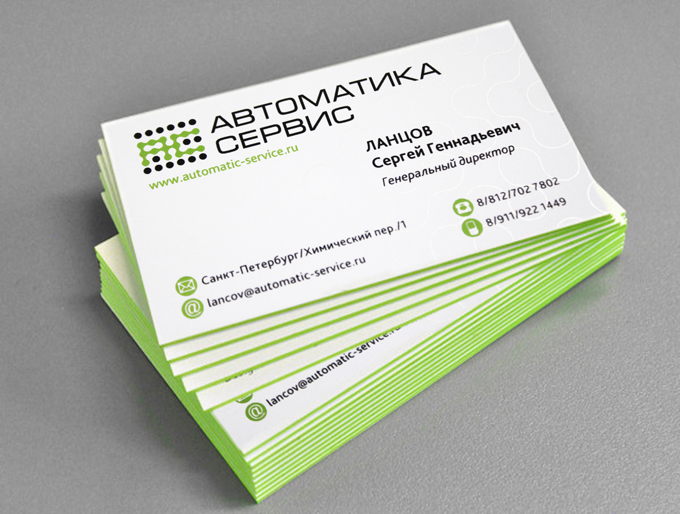 АВТОМАТИКА
СЕРВИС
www.automatic-service.ru
ЛАНЦОВ
Сергей Геннадьевич
Генеральный директор
8/812/702 7802
8/911/922 1449
Санкт-Петербург/Химический пер./1
@ lancov@automatic-service.ru
@ lancov@automatic-service.ru